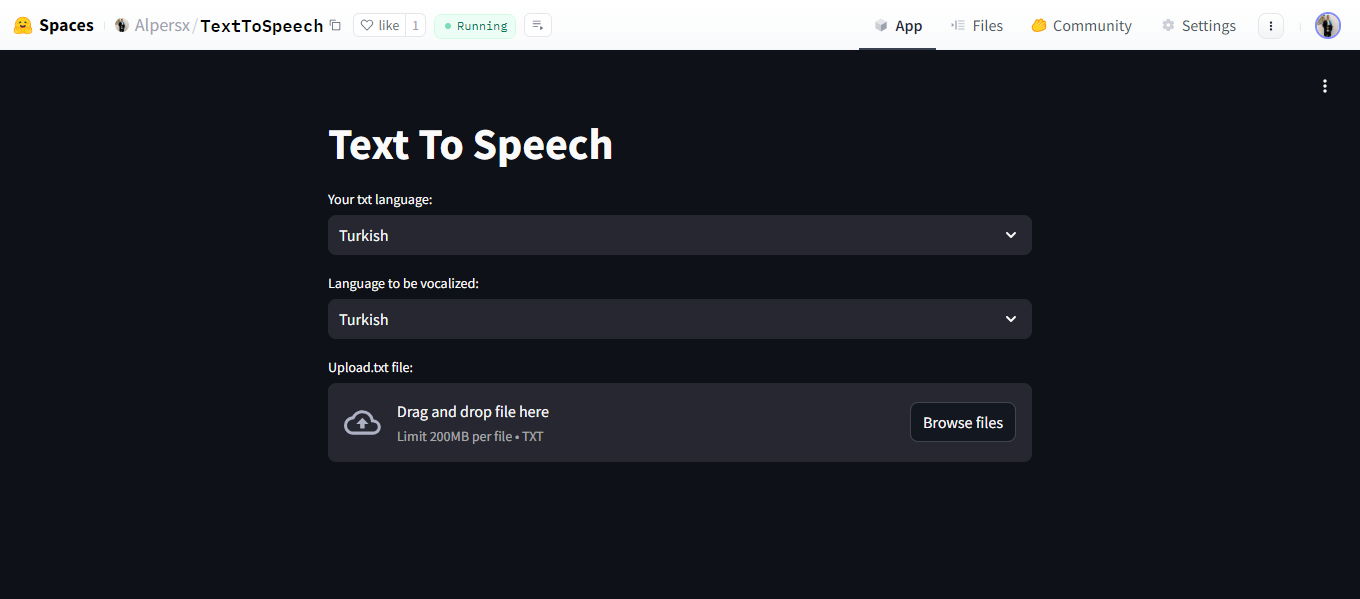 Spaces Alpersx/TextToSpeech like 1 Running App Files Community Settings
Text To Speech
Your txt language:
Turkish
Language to be vocalized:
Turkish
Upload.txt file:
Drag and drop file here
Limit 200MB per file • TXT
Browse files